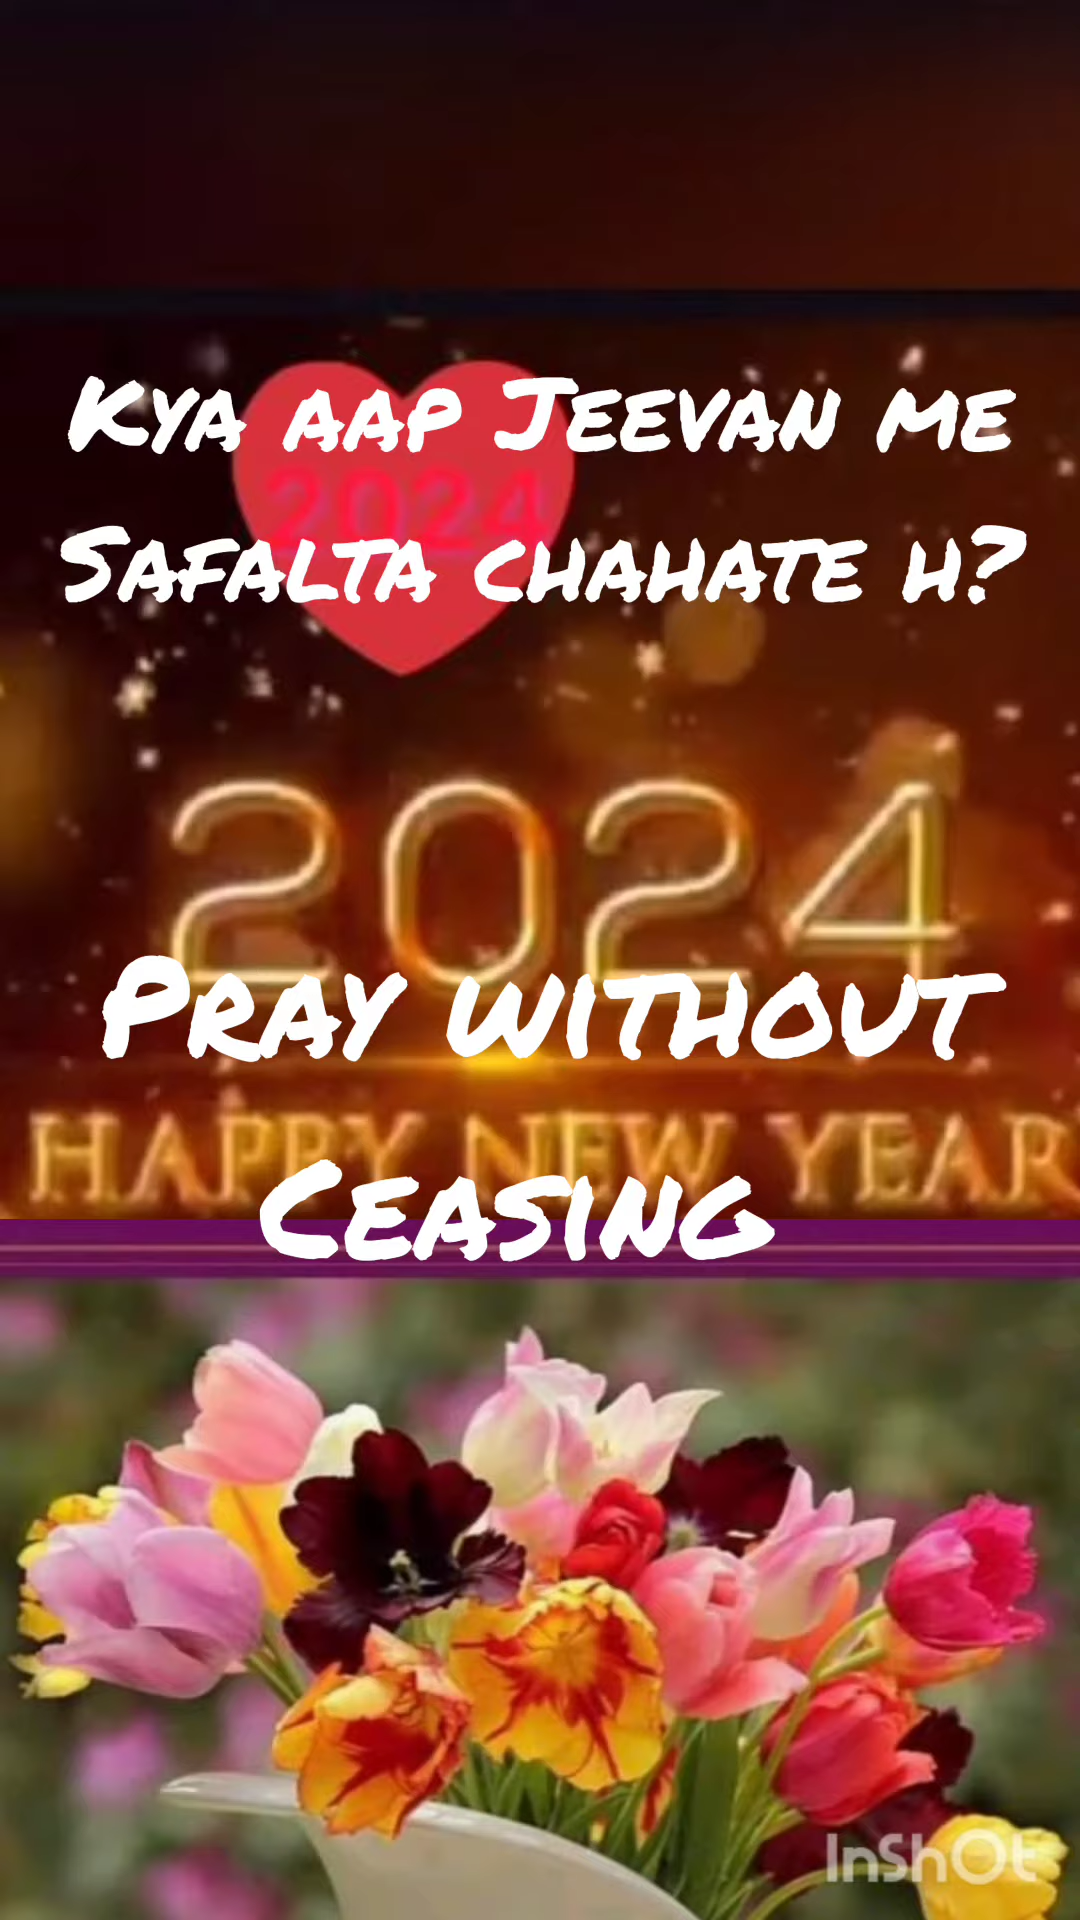 Kya aap Jeevan me
2024
Safalta chahate h?
2024
Pray without
HAPPY NEW YEAR
Ceasing
InShOt